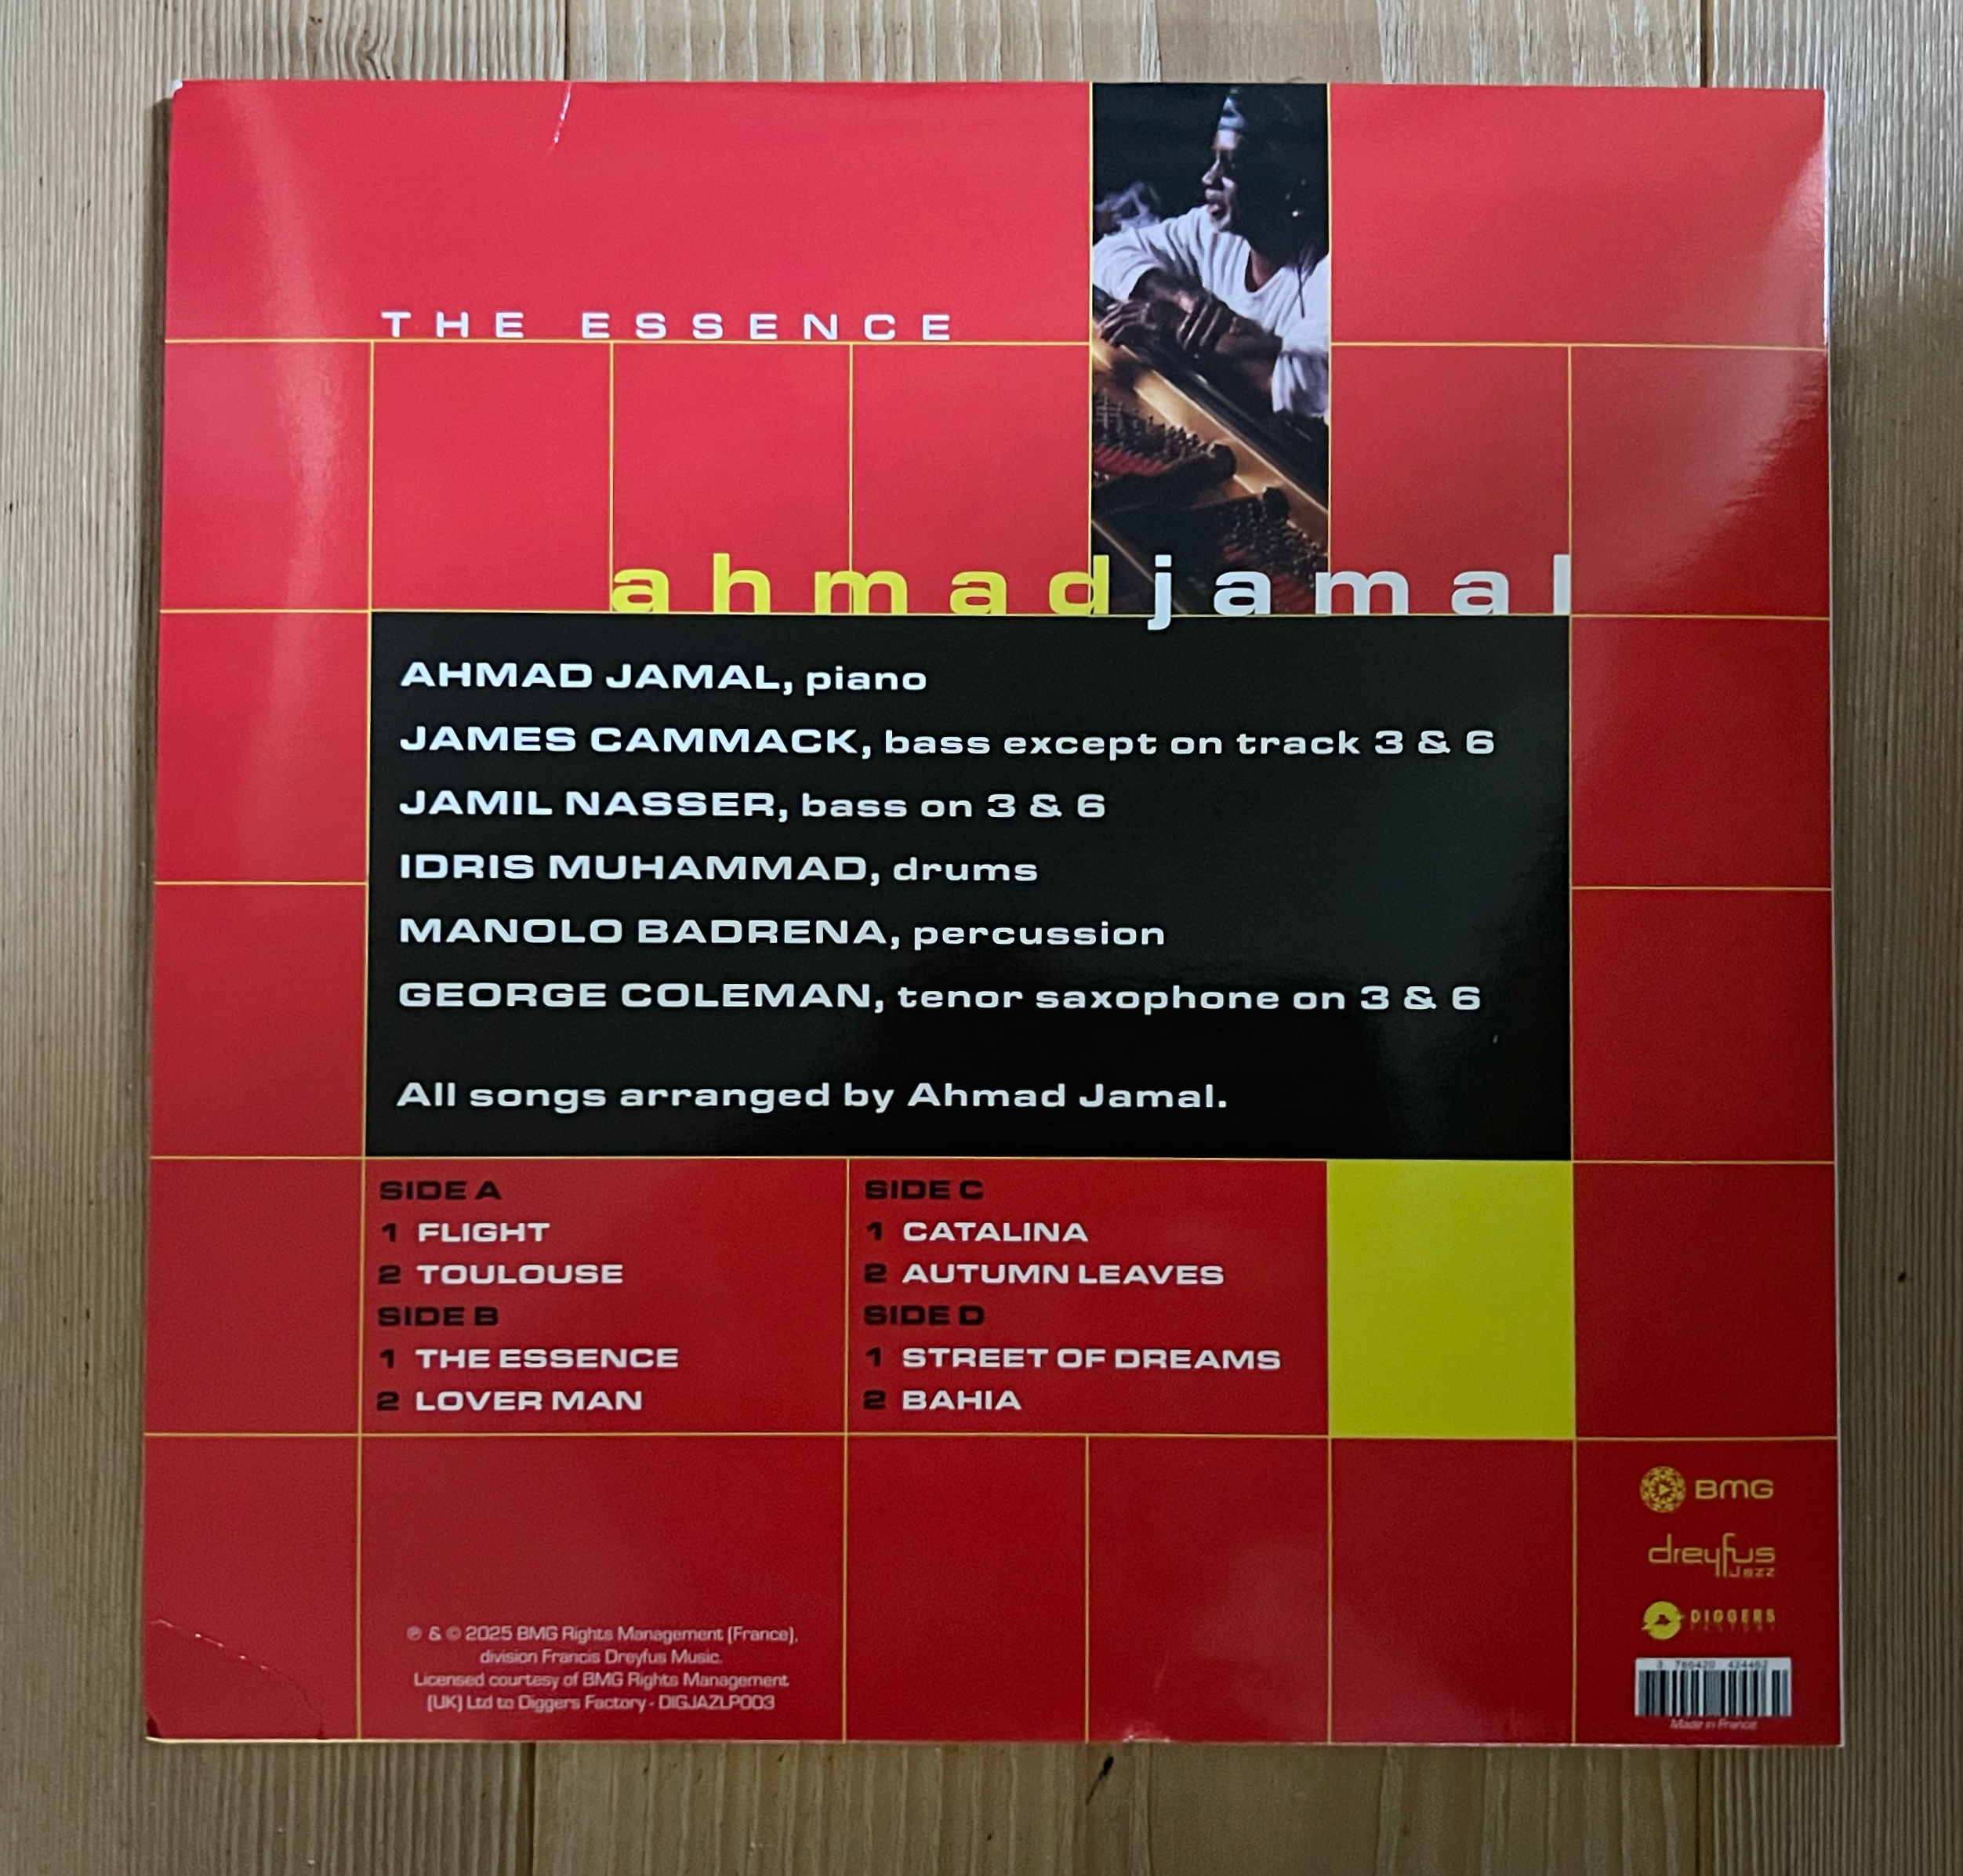 THE ESSENCE
ahmadjamal
AHMAD JAMAL, piano
JAMES CAMMACK, bass except on track 3 & 6
JAMIL NASSER, bass on 3 & 6
IDRIS MUHAMMAD, drums
MANOLO BADRENA, percussion
GEORGE COLEMAN, tenor saxophone on 3 & 6
All songs arranged by Ahmad Jamal.
SIDE A
1 FLIGHT
2 TOULOUSE
SIDE B
1 THE ESSENCE
2 LOVER MAN
SIDE C
1 CATALINA
2 AUTUMN LEAVES
SIDE D
1 STREET OF DREAMS
2 BAHIA
℗ & © 2025 BMG Rights Management (France),
division Francis Dreyfus Music.
Licensed courtesy of BMG Rights Management
(UK) Ltd to Diggers Factory - DIGJAZLP003
BMG
dreyfus
jazz
DIGGERS
FACTORY
3 760420 424462
Made in France